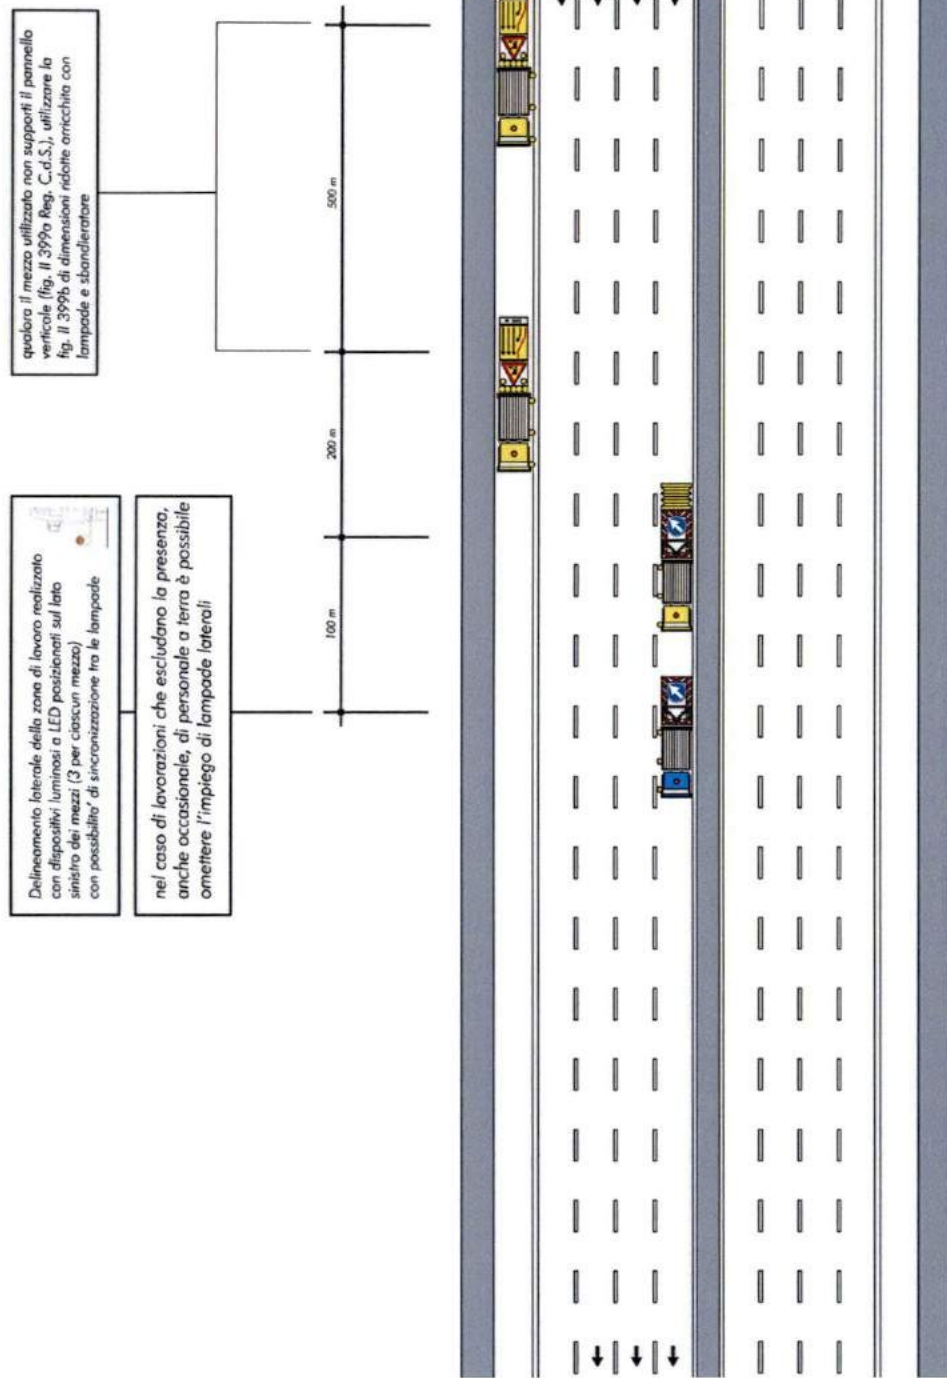 Delineamento laterale della zona di lavoro realizzato
con dispositivi luminosi a LED posizionati sul lato
sinistro dei mezzi (3 per ciascun mezzo)
con possibilita' di sincronizzazione tra le lampade
nel caso di lavorazioni che escludano la presenza,
anche occasionale, di personale a terra è possibile
omettere l'impiego di lampade laterali
qualora il mezzo utilizzato non supporti il pannello
verticale (fig. II 399a Reg. C.d.S.), utilizzare la
fig. II 399b di dimensioni ridotte arricchita con
lampade e sbandieratore
100 m
200 m
500 m